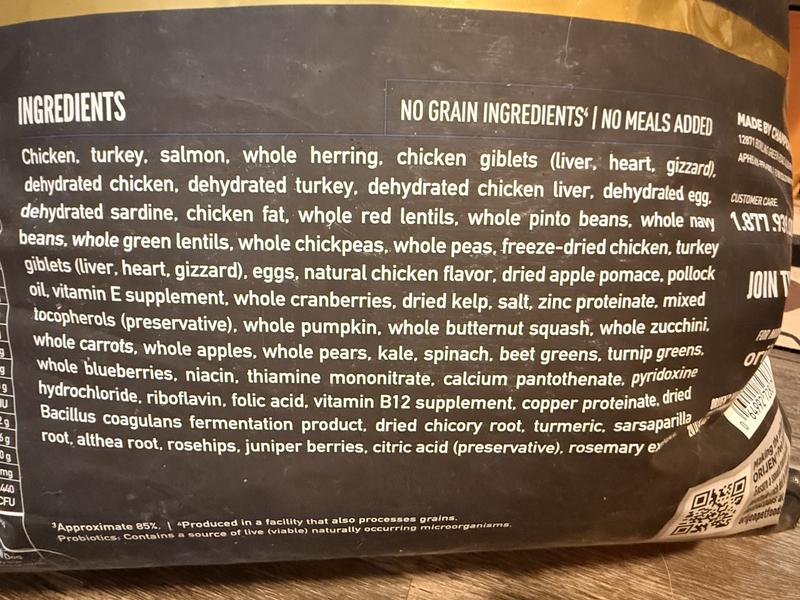 INGREDIENTS
NO GRAIN INGREDIENTS⁴ | NO MEALS ADDED
Chicken, turkey, salmon, whole herring, chicken giblets (liver, heart, gizzard),
dehydrated chicken, dehydrated turkey, dehydrated chicken liver, dehydrated egg,
dehydrated sardine, chicken fat, whole red lentils, whole pinto beans, whole navy
beans, whole green lentils, whole chickpeas, whole peas, freeze-dried chicken, turkey
giblets (liver, heart, gizzard), eggs, natural chicken flavor, dried apple pomace, pollock
oil, vitamin E supplement, whole cranberries, dried kelp, salt, zinc proteinate, mixed
tocopherols (preservative), whole pumpkin, whole butternut squash, whole zucchini,
whole carrots, whole apples, whole pears, kale, spinach, beet greens, turnip greens,
whole blueberries, niacin, thiamine mononitrate, calcium pantothenate, pyridoxine
hydrochloride, riboflavin, folic acid, vitamin B12 supplement, copper proteinate, dried
Bacillus coagulans fermentation product, dried chicory root, turmeric, sarsaparilla
root, althea root, rosehips, juniper berries, citric acid (preservative), rosemary
³Approximate 85%. | ⁴Produced in a facility that also processes grains.
Probiotics: Contains a source of live (viable) naturally occurring microorganisms.
MADE BY
CUSTOMER CARE:
1.877.93
JOIN
mg
CFU